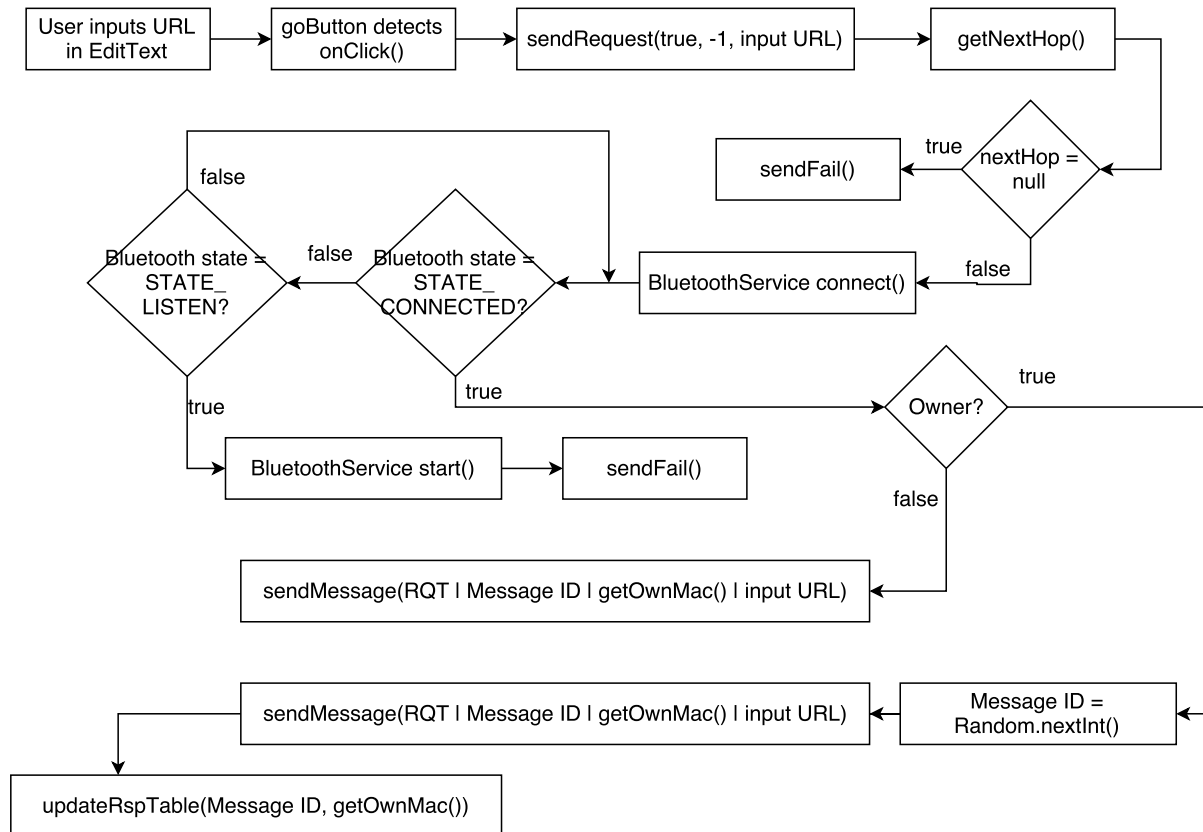 User inputs URL
in EditText
goButton detects
onClick()
sendRequest(true, -1, input URL)
getNextHop()
nextHop =
null
true
sendFail()
false
BluetoothService connect()
Bluetooth state =
STATE_
CONNECTED?
false
Bluetooth state =
STATE_
LISTEN?
false
true
BluetoothService start()
sendFail()
true
Owner?
true
false
sendMessage(RQT | Message ID | getOwnMac() | input URL)
Message ID =
Random.nextInt()
sendMessage(RQT | Message ID | getOwnMac() | input URL)
updateRspTable(Message ID, getOwnMac())